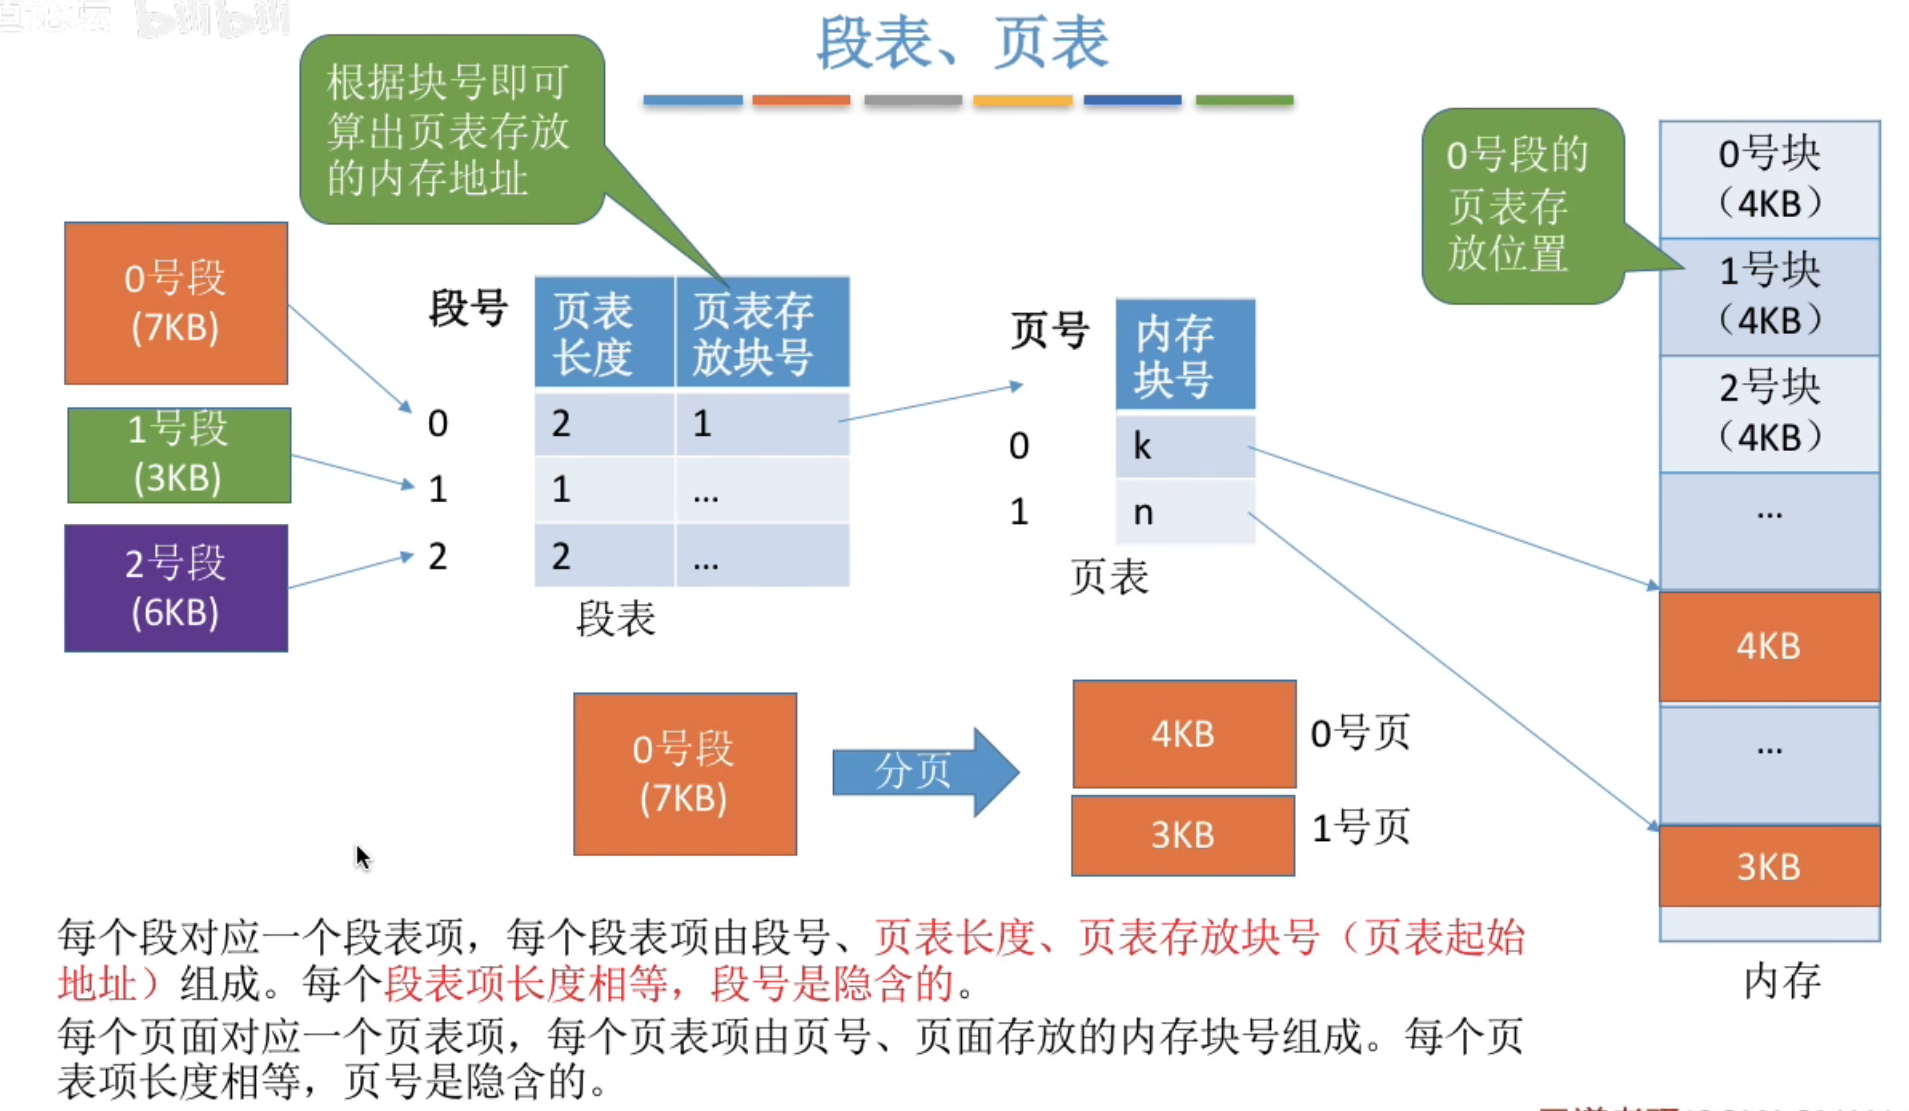 直论坛 bilibili
段表、页表
根据块号即可
算出页表存放
的内存地址
0号段的
页表存
放位置
0号段
(7KB)
1号段
(3KB)
2号段
(6KB)
段号
页表
长度
页表存
放块号
0 2 1
1 1 ...
2 2 ...
段表
页号
内存
块号
0 k
1 n
页表
0号段
(7KB)
分页
4KB 0号页
3KB 1号页
0号块
（4KB）
1号块
（4KB）
2号块
（4KB）
...
4KB
...
3KB
内存
每个段对应一个段表项，每个段表项由段号、页表长度、页表存放块号（页表起始
地址）组成。每个段表项长度相等，段号是隐含的。
每个页面对应一个页表项，每个页表项由页号、页面存放的内存块号组成。每个页
表项长度相等，页号是隐含的。